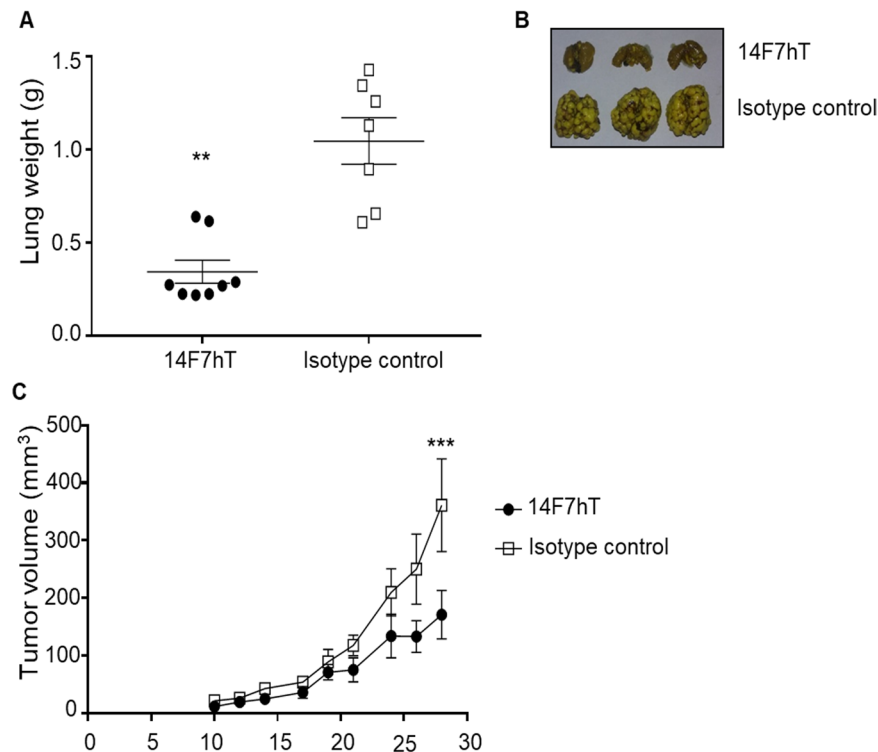 A
Lung weight (g)
1.5
1.0
0.5
0.0
**
14F7hT
Isotype control
B
14F7hT
Isotype control
C
Tumor volume (mm³)
500
400
300
200
100
0
***
14F7hT
Isotype control
0 5 10 15 20 25 30